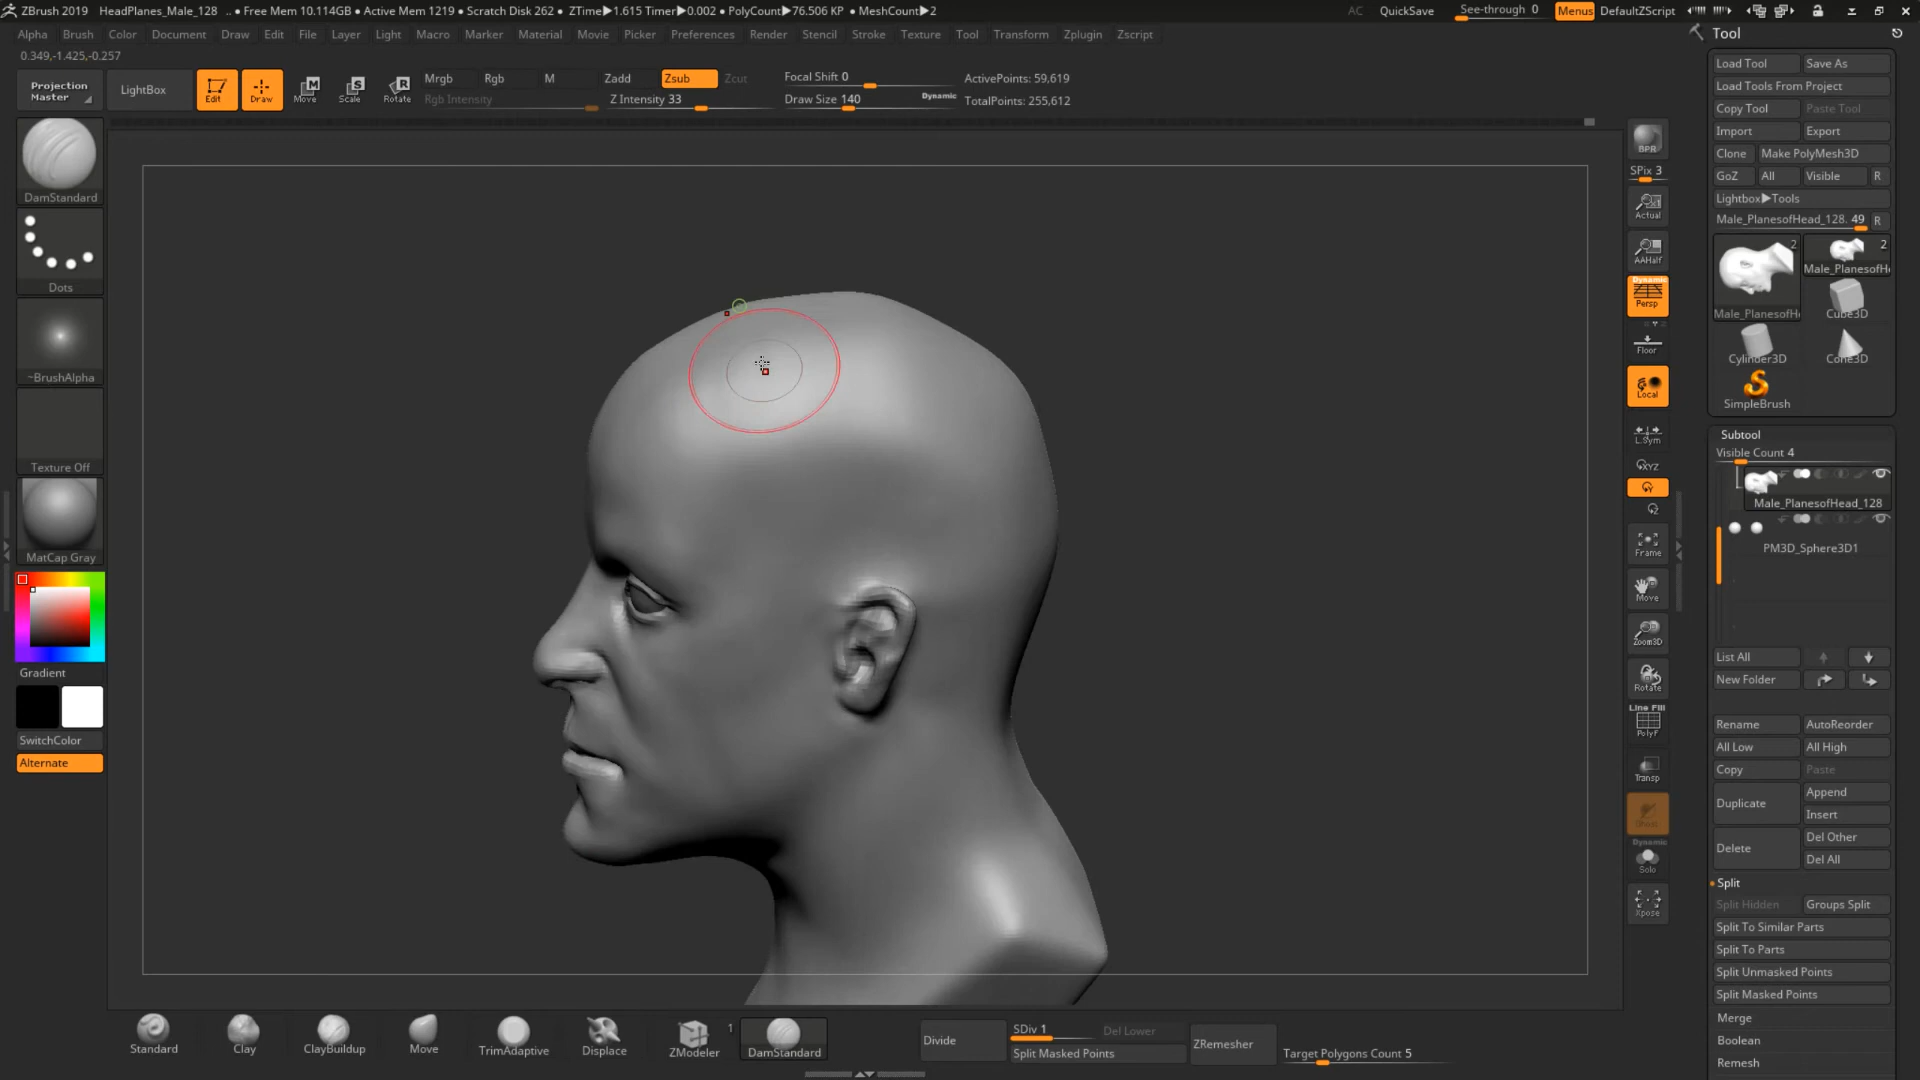 ZBrush 2019 HeadPlanes_Male_128 .. ● Free Mem 10.114GB ● Active Mem 1219 ● Scratch Disk 262 ● ZTime▶1.615 Timer▶0.002 ● PolyCount▶76.506 KP ● MeshCount▶2 AC QuickSave See-through 0 Menus DefaultZScript
Alpha Brush Color Document Draw Edit File Layer Light Macro Marker Material Movie Picker Preferences Render Stencil Stroke Texture Tool Transform Zplugin Zscript
Tool
0.349,-1.425,-0.257
Load Tool Save As
Load Tools From Project
Copy Tool Paste Tool
Import Export
Clone Make PolyMesh3D
GoZ All Visible R
Lightbox▶Tools
Male_PlanesofHead_128. 49 R
2
2
Male_PlanesofH
Male_PlanesofH
Cube3D
Cylinder3D
Cone3D
SimpleBrush
Projection
Master
LightBox
Edit
Draw
Move
Scale
Rotate
Mrgb Rgb M Zadd Zsub Zcut
Rgb Intensity Z Intensity 33
Focal Shift 0
Draw Size 140 Dynamic
ActivePoints: 59,619
TotalPoints: 255,612
DamStandard
Dots
~BrushAlpha
Texture Off
MatCap Gray
Gradient
SwitchColor
Alternate
BPR
SPix 3
Actual
AAHalf
Dynamic
Persp
Floor
Local
L.Sym
XYZ
Y
Z
Frame
Move
Zoom3D
Rotate
Line Fill
PolyF
Transp
Ghost
Dynamic
Solo
Xpose
Subtool
Visible Count 4
Male_PlanesofHead_128
PM3D_Sphere3D1
List All
New Folder
Rename AutoReorder
All Low All High
Copy Paste
Duplicate
Append
Insert
Delete
Del Other
Del All
Split
Split Hidden Groups Split
Split To Similar Parts
Split To Parts
Split Unmasked Points
Split Masked Points
Merge
Boolean
Remesh
Standard
Clay
ClayBuildup
Move
TrimAdaptive
Displace
ZModeler
1
DamStandard
Divide
SDiv 1 Del Lower
Split Masked Points
ZRemesher
Target Polygons Count 5